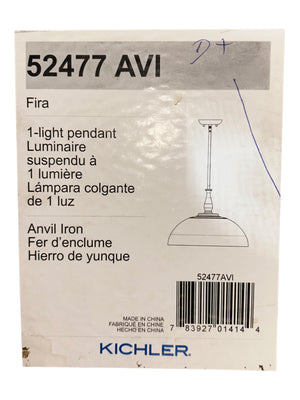 52477 AVI
D+
Fira
1-light pendant
Luminaire
suspendu à
1 lumière
Lámpara colgante
de 1 luz
Anvil Iron
Fer d'enclume
Hierro de yunque
52477AVI
MADE IN CHINA
FABRIQUÉ EN CHINE
HECHO EN CHINA
7 83927 01414 4
KICHLER®